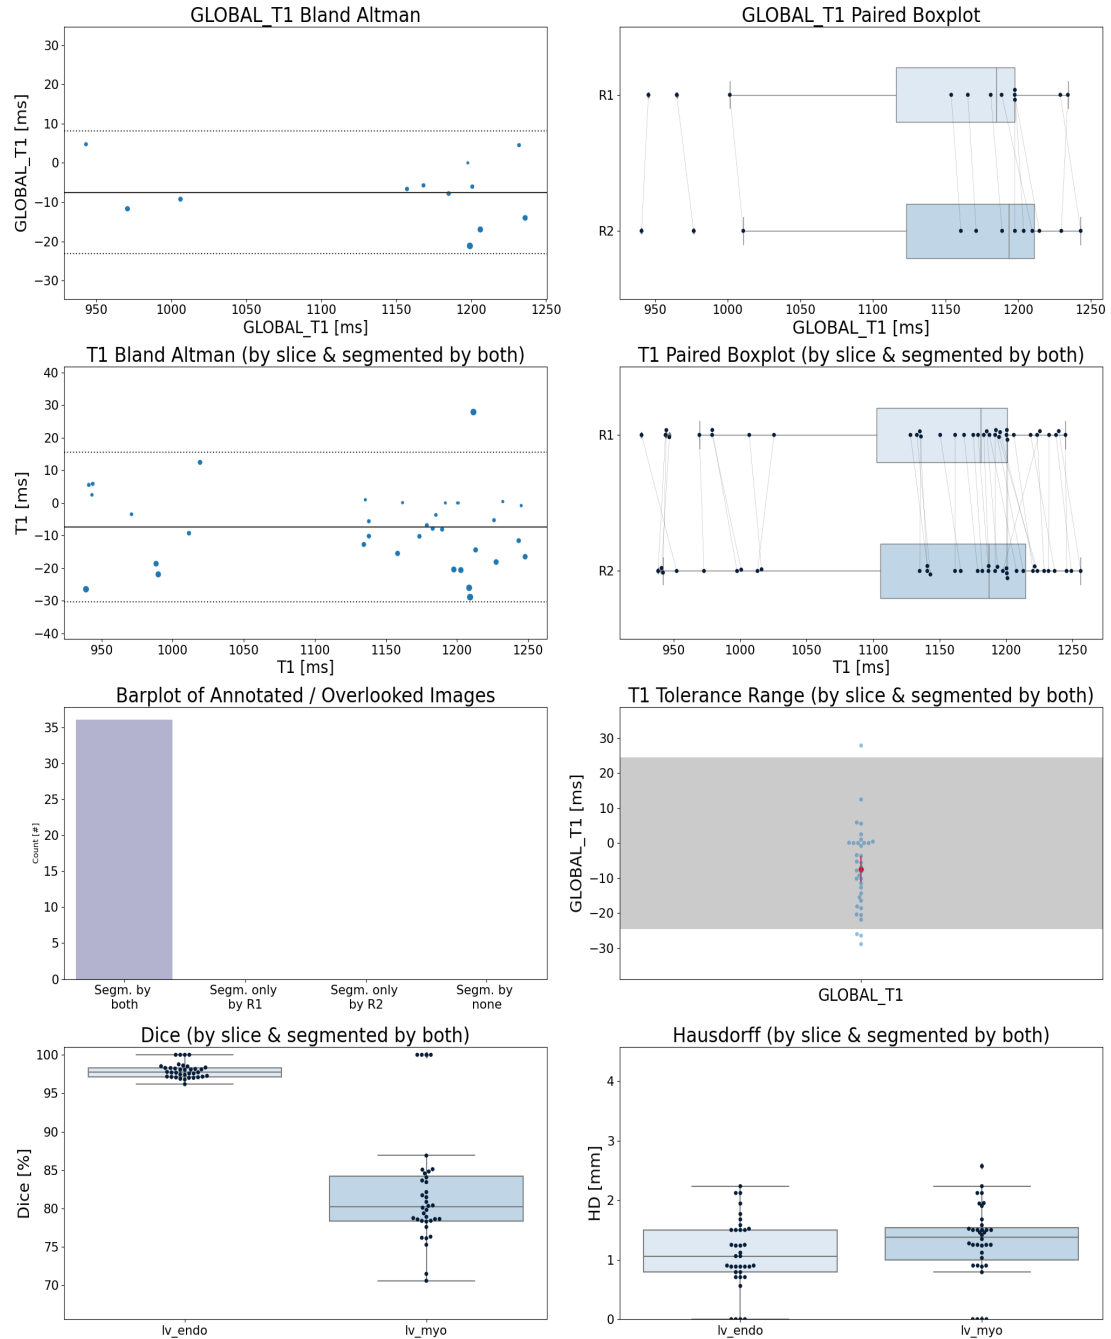 GLOBAL_T1 Bland Altman
GLOBAL_T1 [ms]
30
20
10
0
−10
−20
−30
950 1000 1050 1100 1150 1200 1250
GLOBAL_T1 [ms]
GLOBAL_T1 Paired Boxplot
R1
R2
950 1000 1050 1100 1150 1200 1250
GLOBAL_T1 [ms]
T1 Bland Altman (by slice & segmented by both)
T1 [ms]
40
30
20
10
0
−10
−20
−30
−40
950 1000 1050 1100 1150 1200 1250
T1 [ms]
T1 Paired Boxplot (by slice & segmented by both)
R1
R2
950 1000 1050 1100 1150 1200 1250
T1 [ms]
Barplot of Annotated / Overlooked Images
Count [#]
35
30
25
20
15
10
5
0
Segm. by both
Segm. only by R1
Segm. only by R2
Segm. by none
T1 Tolerance Range (by slice & segmented by both)
GLOBAL_T1 [ms]
30
20
10
0
−10
−20
−30
GLOBAL_T1
Dice (by slice & segmented by both)
Dice [%]
100
95
90
85
80
75
70
lv_endo lv_myo
Hausdorff (by slice & segmented by both)
HD [mm]
4
3
2
1
0
lv_endo lv_myo